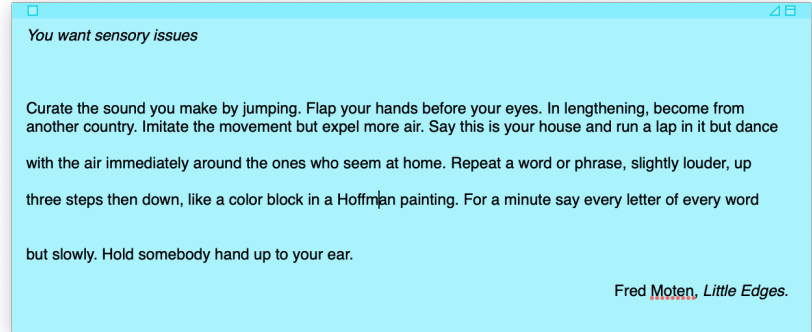 You want sensory issues
Curate the sound you make by jumping. Flap your hands before your eyes. In lengthening, become from
another country. Imitate the movement but expel more air. Say this is your house and run a lap in it but dance
with the air immediately around the ones who seem at home. Repeat a word or phrase, slightly louder, up
three steps then down, like a color block in a Hoffman painting. For a minute say every letter of every word
but slowly. Hold somebody hand up to your ear.
Fred Moten, Little Edges.